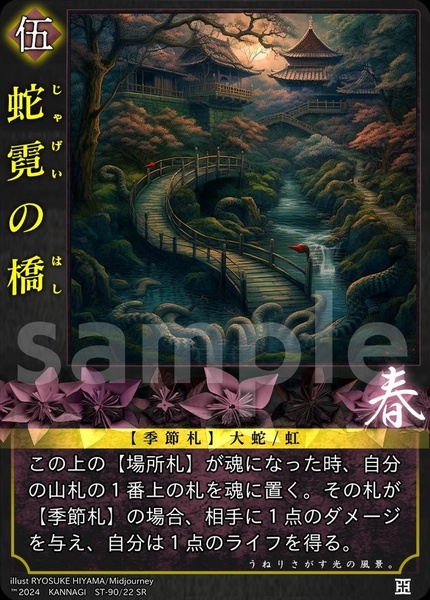 伍
蛇霓の橋
じゃげい はし
sample
春
【季節札】大蛇/虹
この上の【場所札】が魂になった時、自分
の山札の１番上の札を魂に置く。その札が
【季節札】の場合、相手に１点のダメージ
を与え、自分は１点のライフを得る。
うねりさがす光の風景。
illust RYOSUKE HIYAMA/Midjourney
™2024 KANNAGI ST-90/22 SR